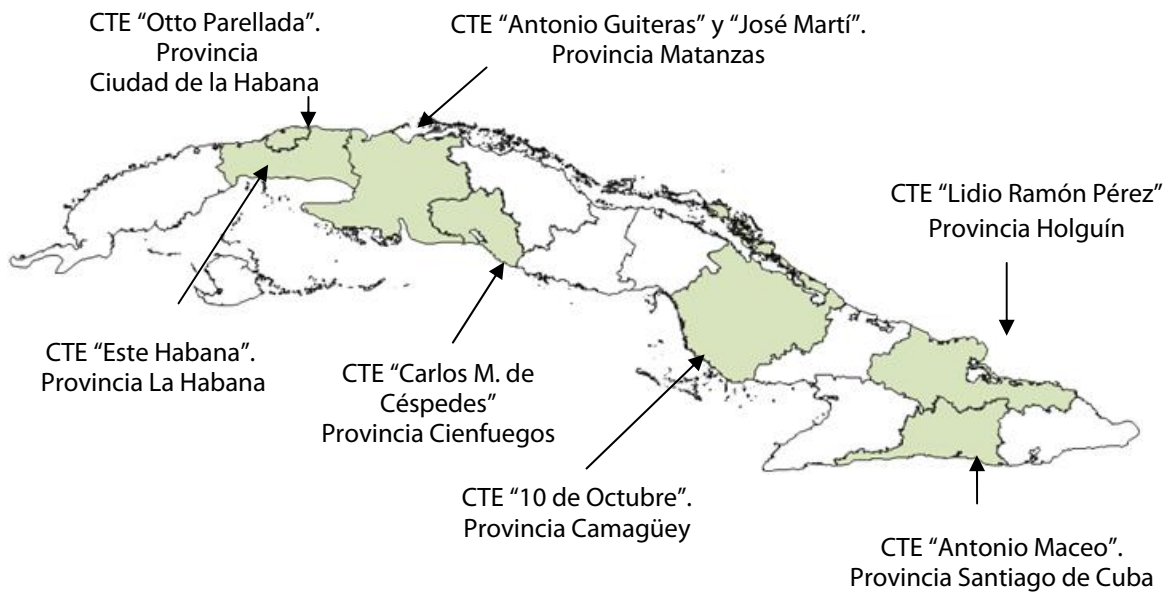 CTE “Otto Parellada”.
Provincia
Ciudad de la Habana
CTE “Antonio Guiteras” y “José Martí”.
Provincia Matanzas
CTE “Lidio Ramón Pérez”
Provincia Holguín
CTE “Este Habana”.
Provincia La Habana
CTE “Carlos M. de
Céspedes”
Provincia Cienfuegos
CTE “10 de Octubre”.
Provincia Camagüey
CTE “Antonio Maceo”.
Provincia Santiago de Cuba